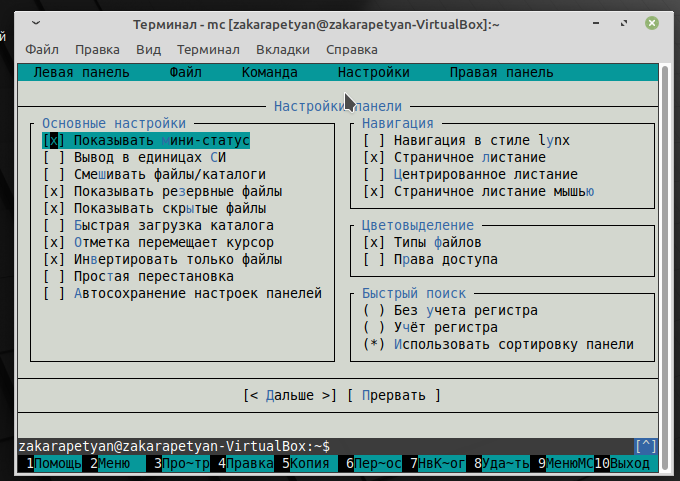 Терминал - mc [zakarapetyan@zakarapetyan-VirtualBox]:~
й
Файл Правка Вид Терминал Вкладки Справка
Левая панель Файл Команда Настройки Правая панель
Настройки панели
Основные настройки
[x] Показывать мини-статус
[ ] Вывод в единицах СИ
[ ] Смешивать файлы/каталоги
[x] Показывать резервные файлы
[x] Показывать скрытые файлы
[ ] Быстрая загрузка каталога
[x] Отметка перемещает курсор
[x] Инвертировать только файлы
[ ] Простая перестановка
[ ] Автосохранение настроек панелей
Навигация
[ ] Навигация в стиле lynx
[x] Страничное листание
[ ] Центрированное листание
[x] Страничное листание мышью
Цветовыделение
[x] Типы файлов
[ ] Права доступа
Быстрый поиск
( ) Без учета регистра
( ) Учёт регистра
(*) Использовать сортировку панели
[< Дальше >] [ Прервать ]
zakarapetyan@zakarapetyan-VirtualBox:~$ [^]
1Помощь 2Меню 3Про~тр 4Правка 5Копия 6Пер~ос 7НвК~ог 8Уда~ть 9МенюMC 10Выход